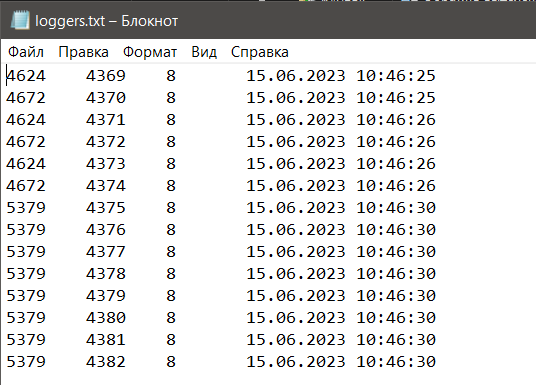 loggers.txt – Блокнот
Файл Правка Формат Вид Справка
4624 4369 8 15.06.2023 10:46:25
4672 4370 8 15.06.2023 10:46:25
4624 4371 8 15.06.2023 10:46:26
4672 4372 8 15.06.2023 10:46:26
4624 4373 8 15.06.2023 10:46:26
4672 4374 8 15.06.2023 10:46:26
5379 4375 8 15.06.2023 10:46:30
5379 4376 8 15.06.2023 10:46:30
5379 4377 8 15.06.2023 10:46:30
5379 4378 8 15.06.2023 10:46:30
5379 4379 8 15.06.2023 10:46:30
5379 4380 8 15.06.2023 10:46:30
5379 4381 8 15.06.2023 10:46:30
5379 4382 8 15.06.2023 10:46:30